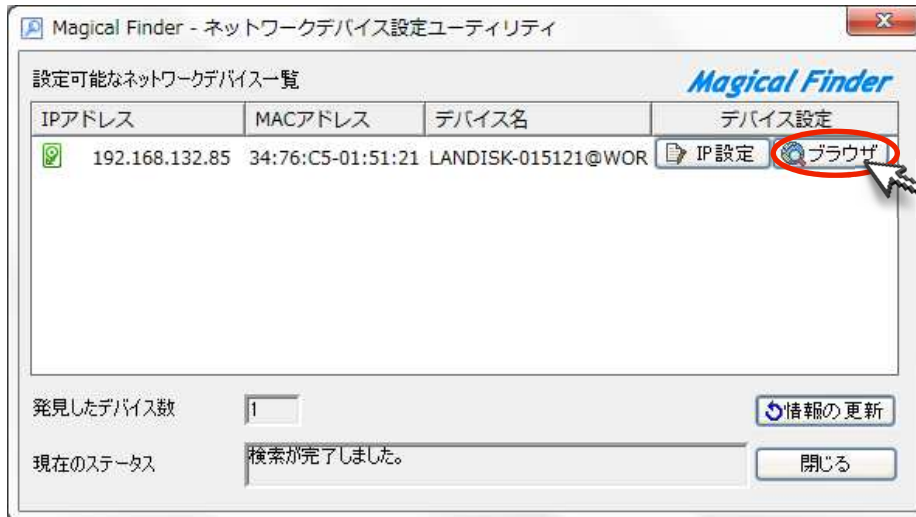 Magical Finder - ネットワークデバイス設定ユーティリティ
設定可能なネットワークデバイス一覧
Magical Finder
IPアドレス MACアドレス デバイス名 デバイス設定
192.168.132.85 34:76:C5-01:51:21 LANDISK-015121@WOR IP設定 ブラウザ
発見したデバイス数 1 情報の更新
現在のステータス 検索が完了しました。 閉じる